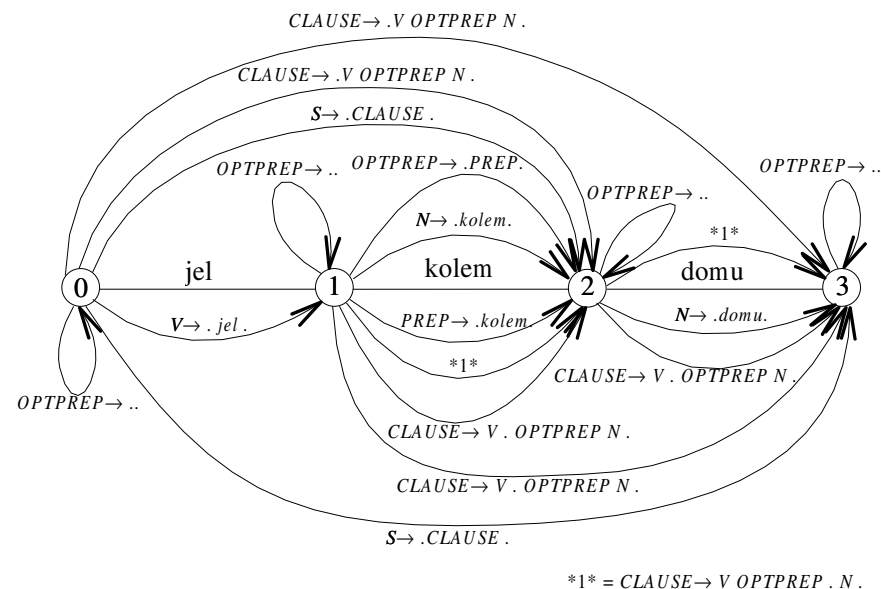 CLAUSE→ .V OPTPREP N .
CLAUSE→ .V OPTPREP N .
S→ .CLAUSE .
OPTPREP→ ..
OPTPREP→ .PREP.
OPTPREP→ ..
OPTPREP→ ..
N→ .kolem.
*1*
jel
kolem
domu
0
1
2
3
V→ . jel .
PREP→ .kolem.
N→ .domu.
*1*
CLAUSE→ V . OPTPREP N .
OPTPREP→ ..
CLAUSE→ V . OPTPREP N .
CLAUSE→ V . OPTPREP N .
S→ .CLAUSE .
*1* = CLAUSE→ V OPTPREP . N .